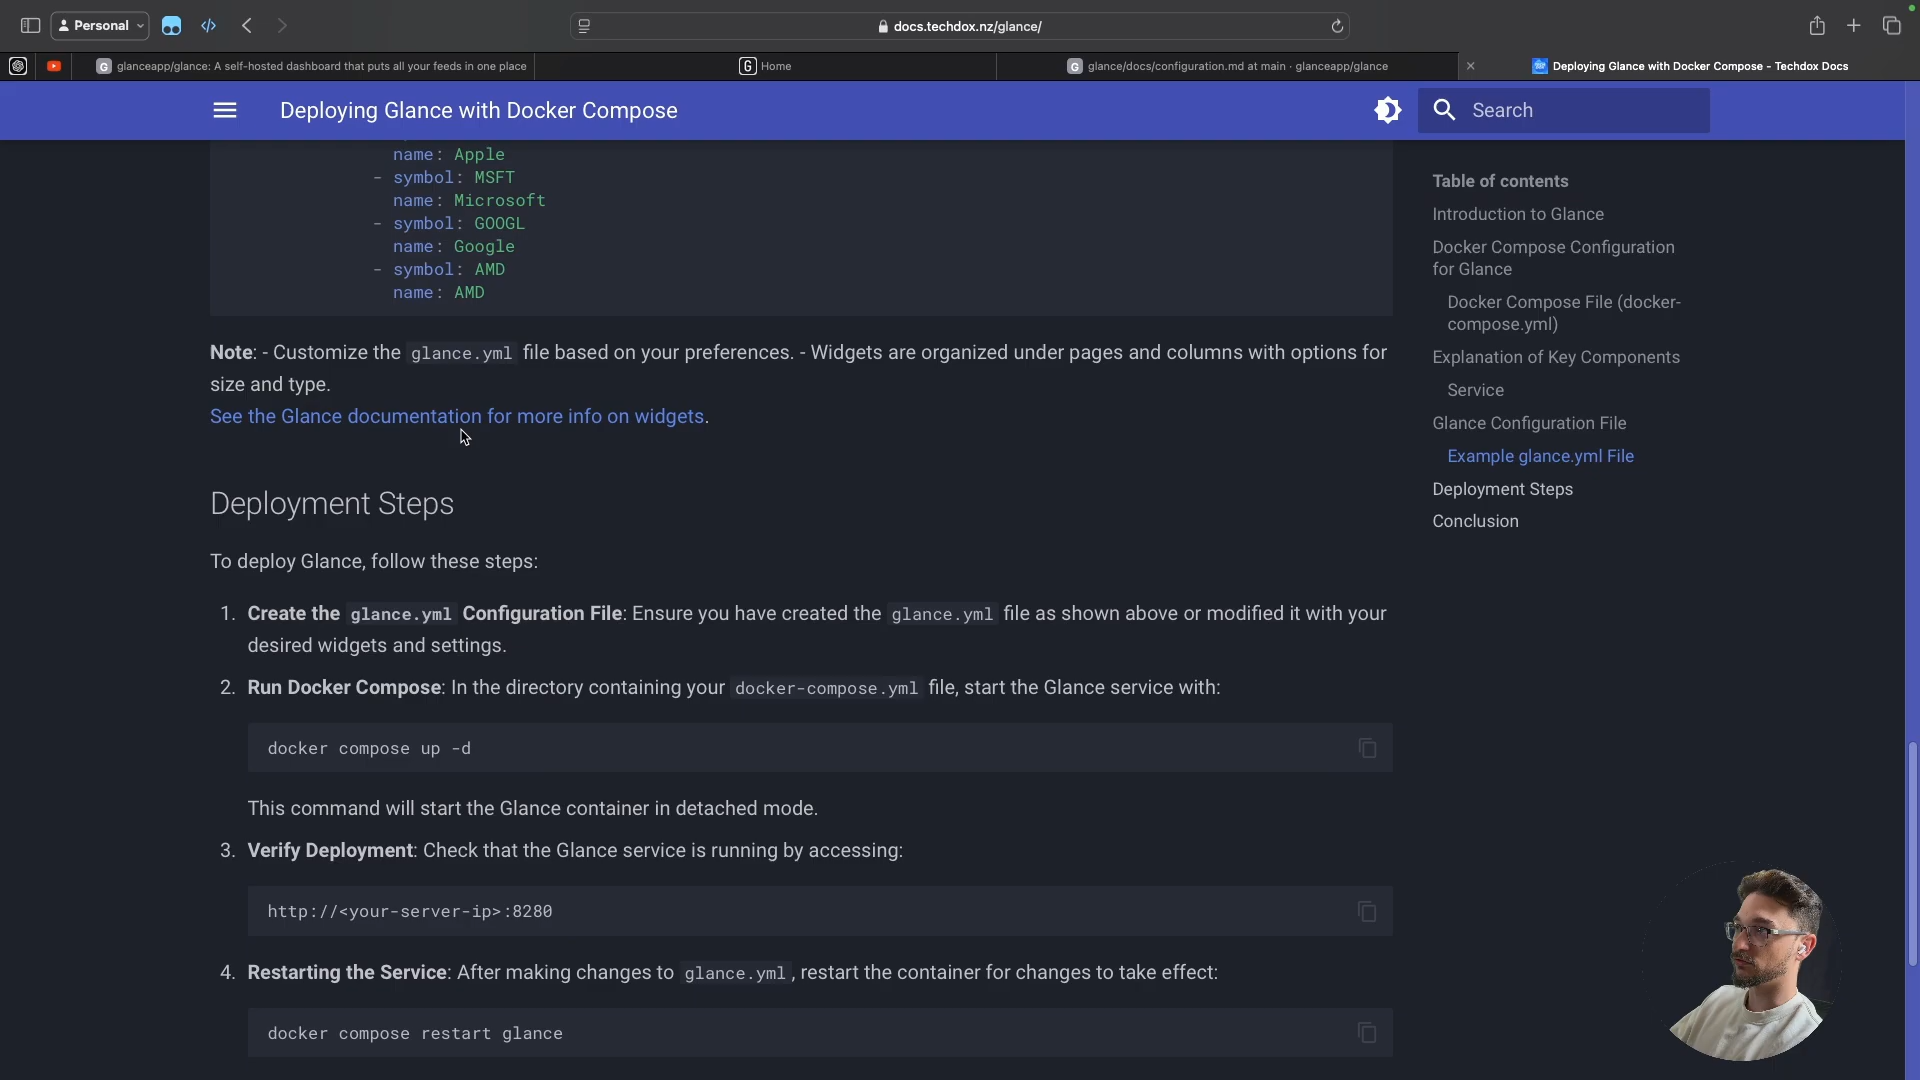 Personal
docs.techdox.nz/glance/
glanceapp/glance: A self-hosted dashboard that puts all your feeds in one place
Home
glance/docs/configuration.md at main · glanceapp/glance
Deploying Glance with Docker Compose - Techdox Docs
Deploying Glance with Docker Compose
Search
name: Apple
- symbol: MSFT
name: Microsoft
- symbol: GOOGL
name: Google
- symbol: AMD
name: AMD
Note: - Customize the glance.yml file based on your preferences. - Widgets are organized under pages and columns with options for
size and type.
See the Glance documentation for more info on widgets.
Deployment Steps
To deploy Glance, follow these steps:
1. Create the glance.yml Configuration File: Ensure you have created the glance.yml file as shown above or modified it with your
desired widgets and settings.
2. Run Docker Compose: In the directory containing your docker-compose.yml file, start the Glance service with:
docker compose up -d
This command will start the Glance container in detached mode.
3. Verify Deployment: Check that the Glance service is running by accessing:
http://<your-server-ip>:8280
4. Restarting the Service: After making changes to glance.yml, restart the container for changes to take effect:
docker compose restart glance
Table of contents
Introduction to Glance
Docker Compose Configuration
for Glance
Docker Compose File (docker-
compose.yml)
Explanation of Key Components
Service
Glance Configuration File
Example glance.yml File
Deployment Steps
Conclusion